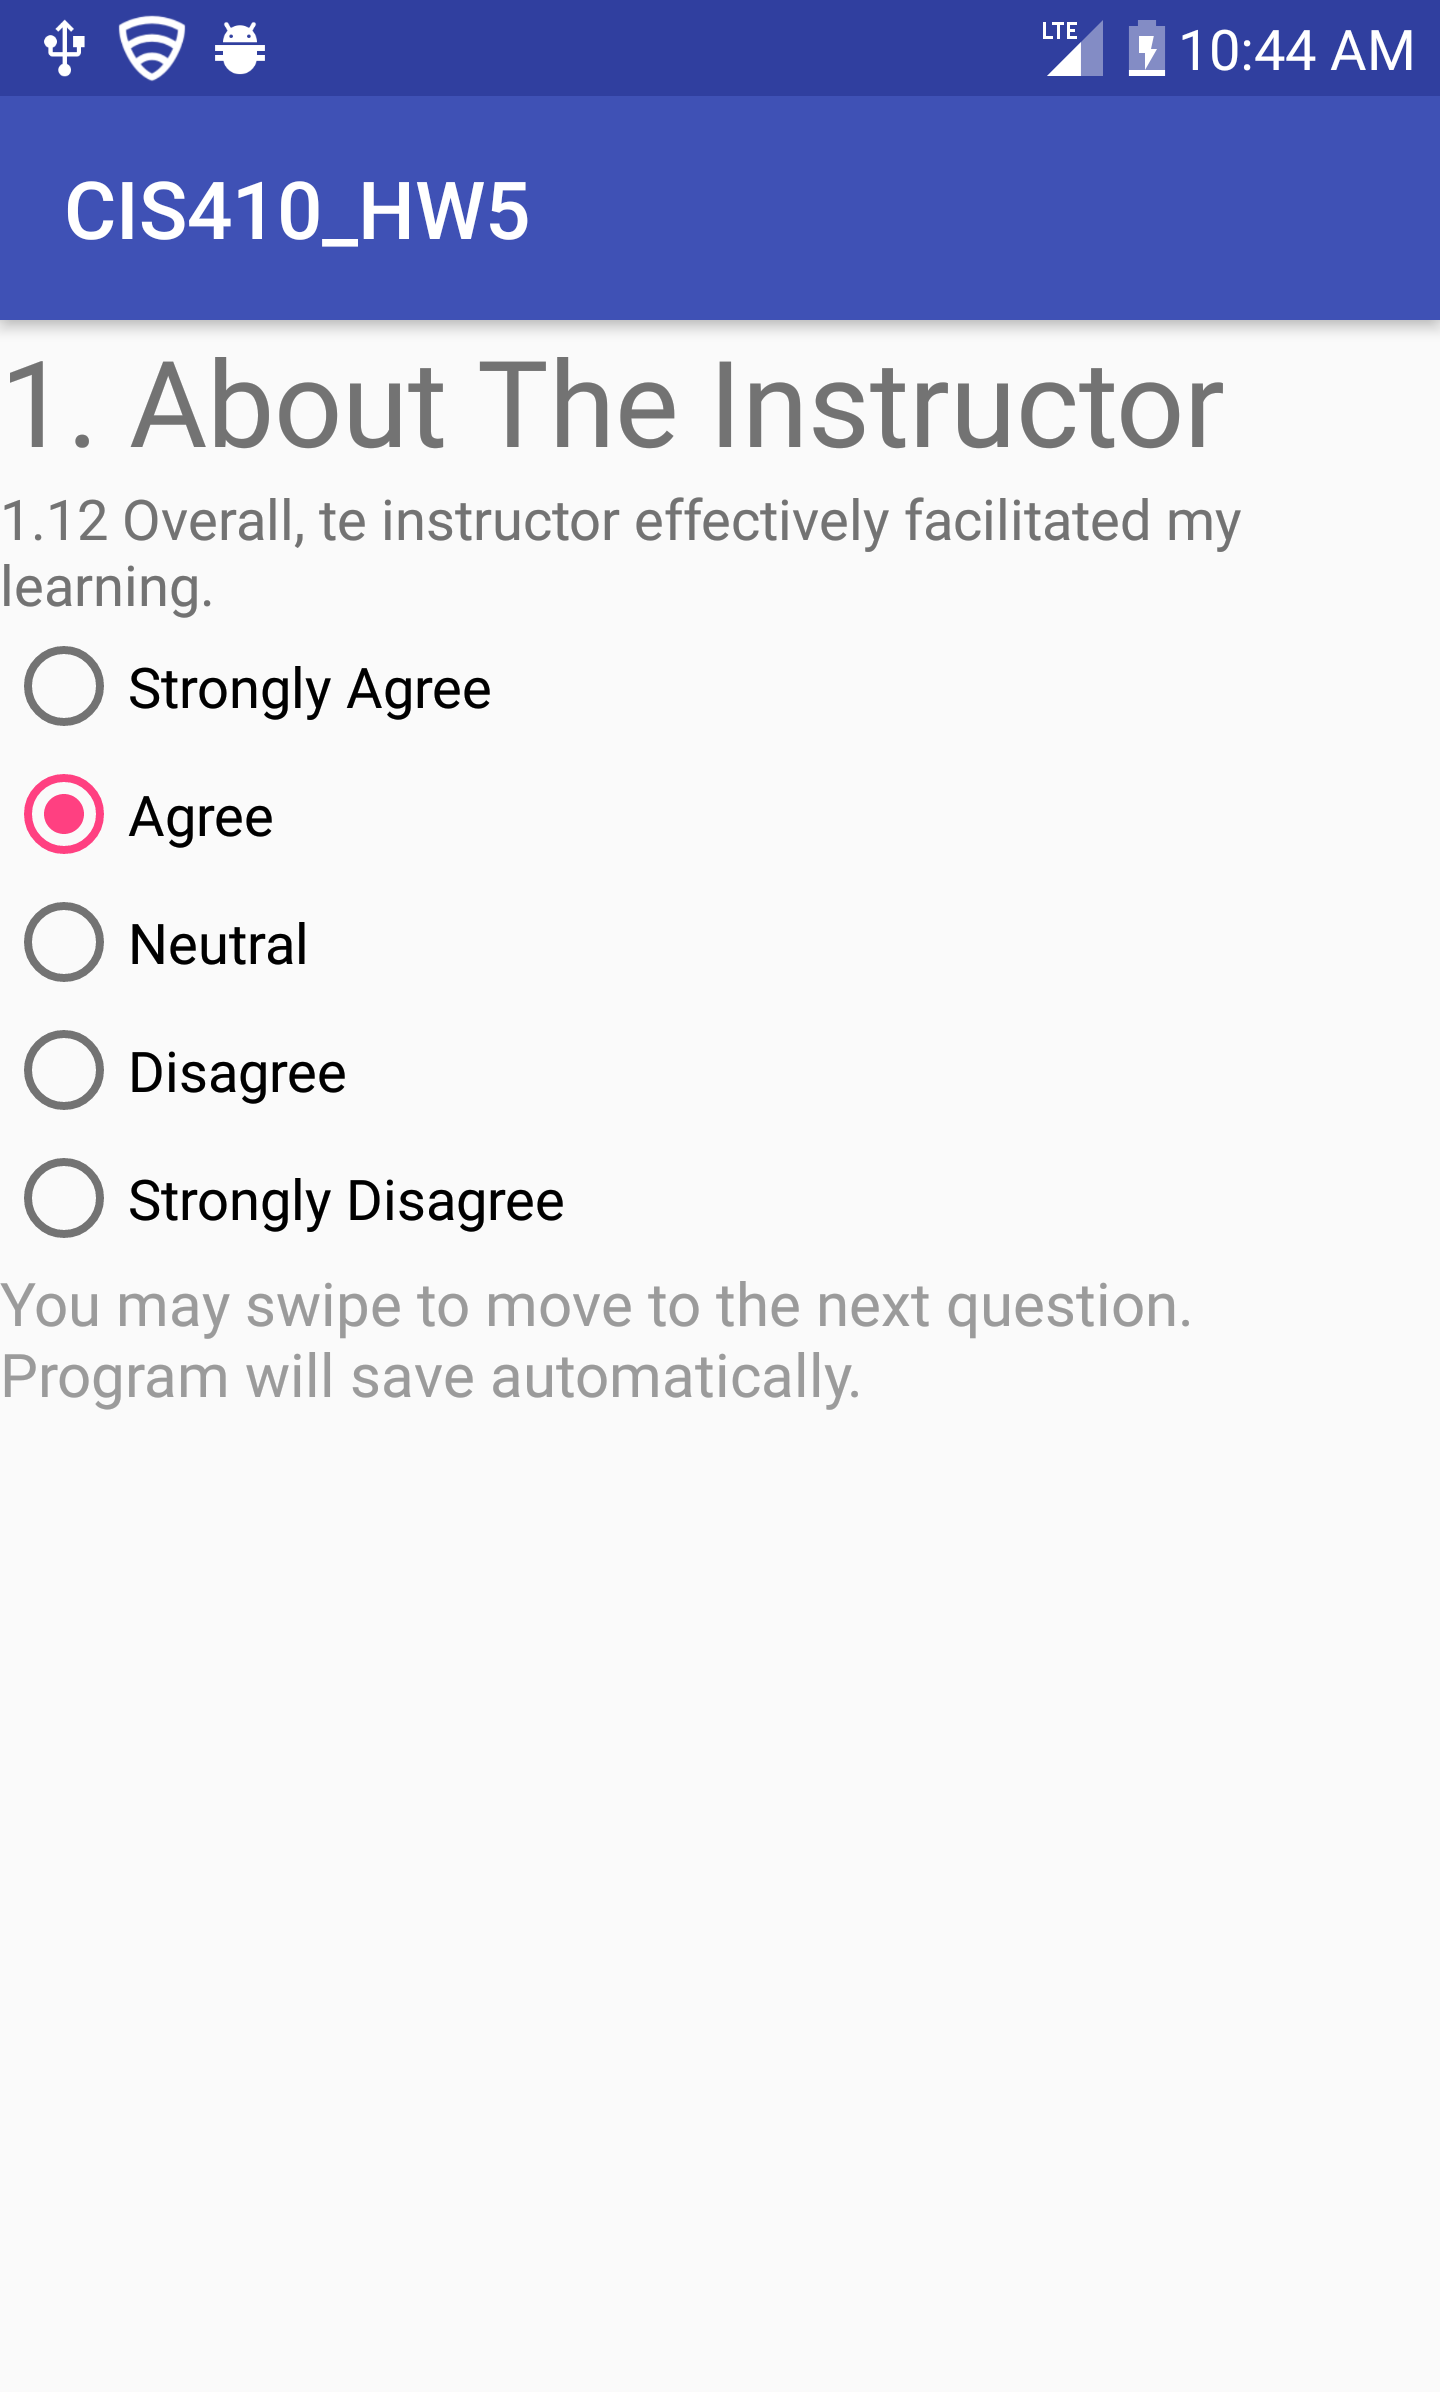 LTE 10:44 AM
CIS410_HW5
1. About The Instructor
1.12 Overall, te instructor effectively facilitated my
learning.
Strongly Agree
Agree
Neutral
Disagree
Strongly Disagree
You may swipe to move to the next question.
Program will save automatically.